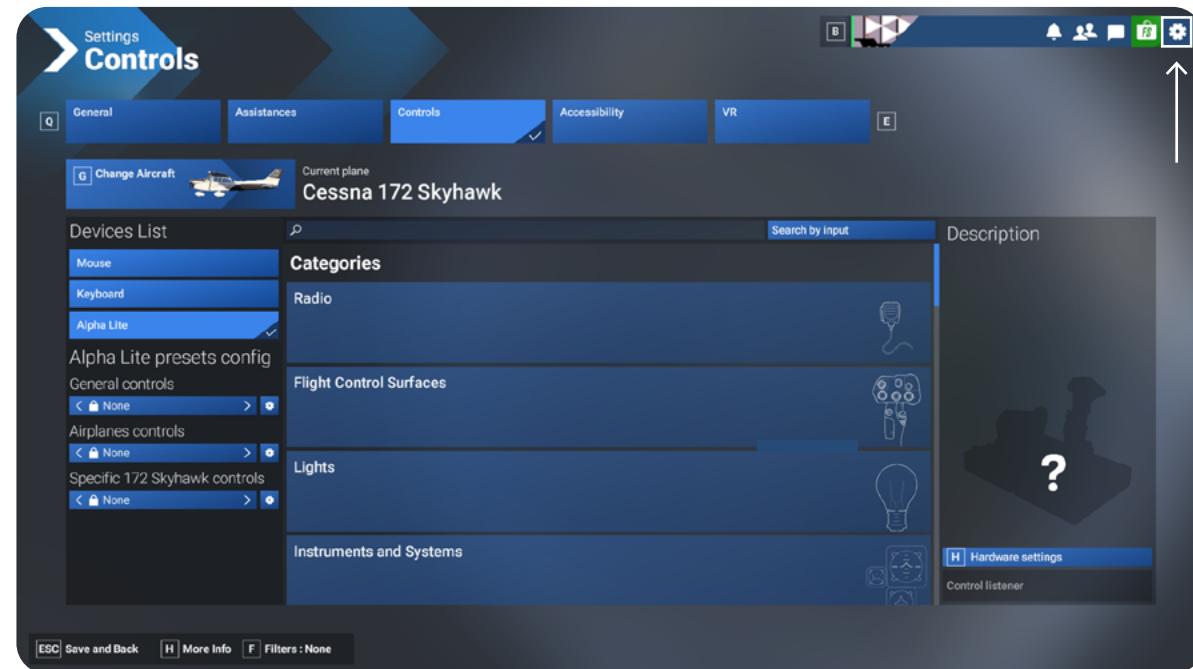 Settings
Controls
B
FS
Q
General
Assistances
Controls
Accessibility
VR
E
G Change Aircraft
Current plane
Cessna 172 Skyhawk
Devices List
Search by input
Description
Mouse
Categories
Keyboard
Radio
Alpha Lite
Alpha Lite presets config
General controls
Flight Control Surfaces
None
Airplanes controls
None
Lights
Specific 172 Skyhawk controls
?
None
Instruments and Systems
H Hardware settings
Control listener
ESC Save and Back
H More Info
F Filters : None